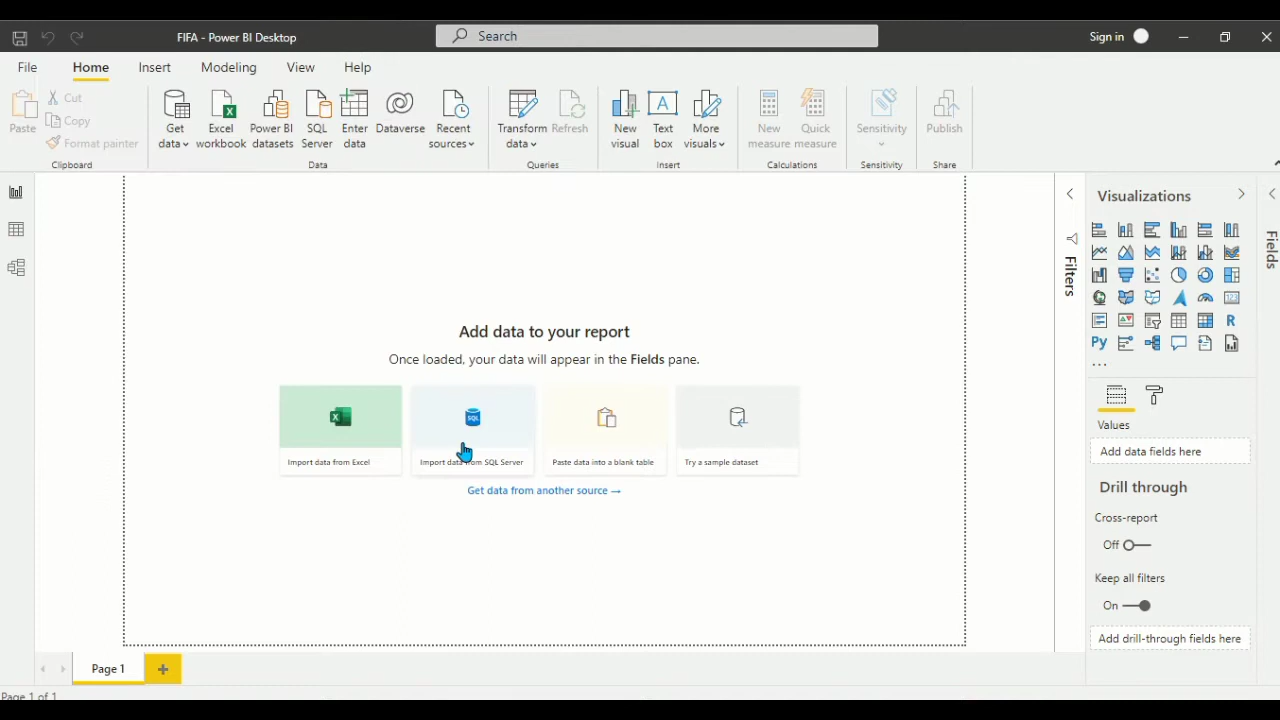 FIFA - Power BI Desktop
Search
Sign in
File
Home
Insert
Modeling
View
Help
Paste
Cut
Copy
Format painter
Clipboard
Get data
Excel workbook
Power BI datasets
SQL Server
Enter data
Dataverse
Recent sources
Data
Transform data
Refresh
Queries
New visual
Text box
More visuals
Insert
New measure
Quick measure
Calculations
Sensitivity
Sensitivity
Publish
Share
Add data to your report
Once loaded, your data will appear in the Fields pane.
X
Import data from Excel
SQL
Import data from SQL Server
Paste data into a blank table
Try a sample dataset
Get data from another source →
Filters
Visualizations
123
R
Py
...
Values
Add data fields here
Drill through
Cross-report
Off
Keep all filters
On
Add drill-through fields here
Fields
Page 1
+
Page 1 of 1